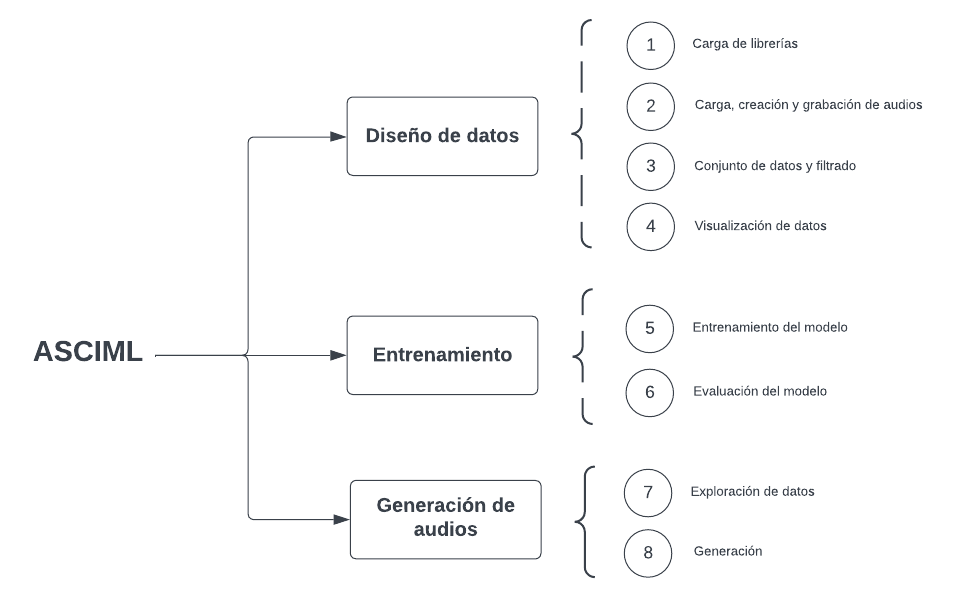 ASCIML
Diseño de datos
1 Carga de librerías
2 Carga, creación y grabación de audios
3 Conjunto de datos y filtrado
4 Visualización de datos
Entrenamiento
5 Entrenamiento del modelo
6 Evaluación del modelo
Generación de
audios
7 Exploración de datos
8 Generación